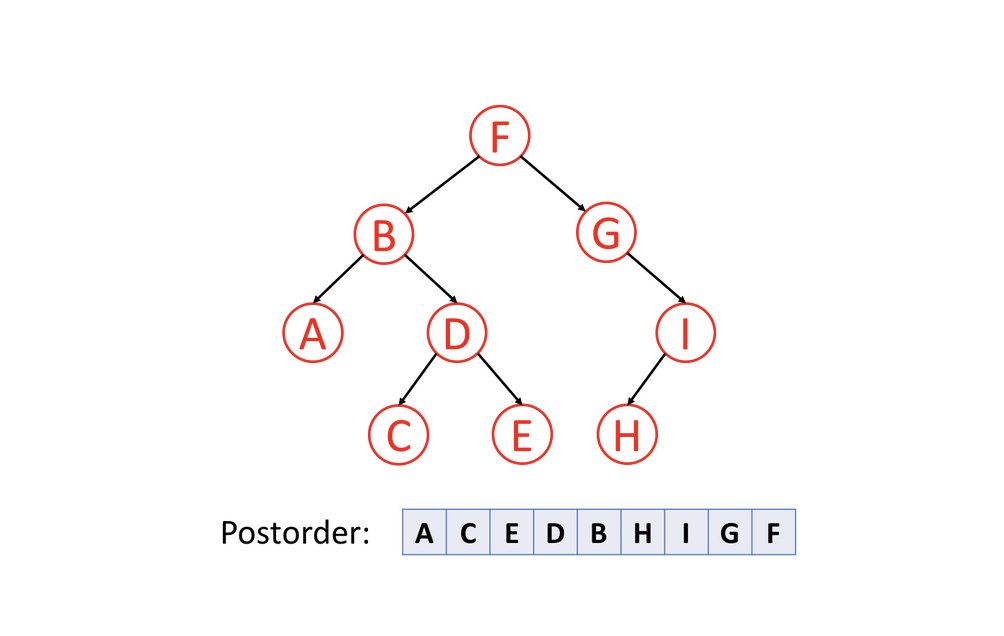 F
B G
A D I
C E H
Postorder: A C E D B H I G F